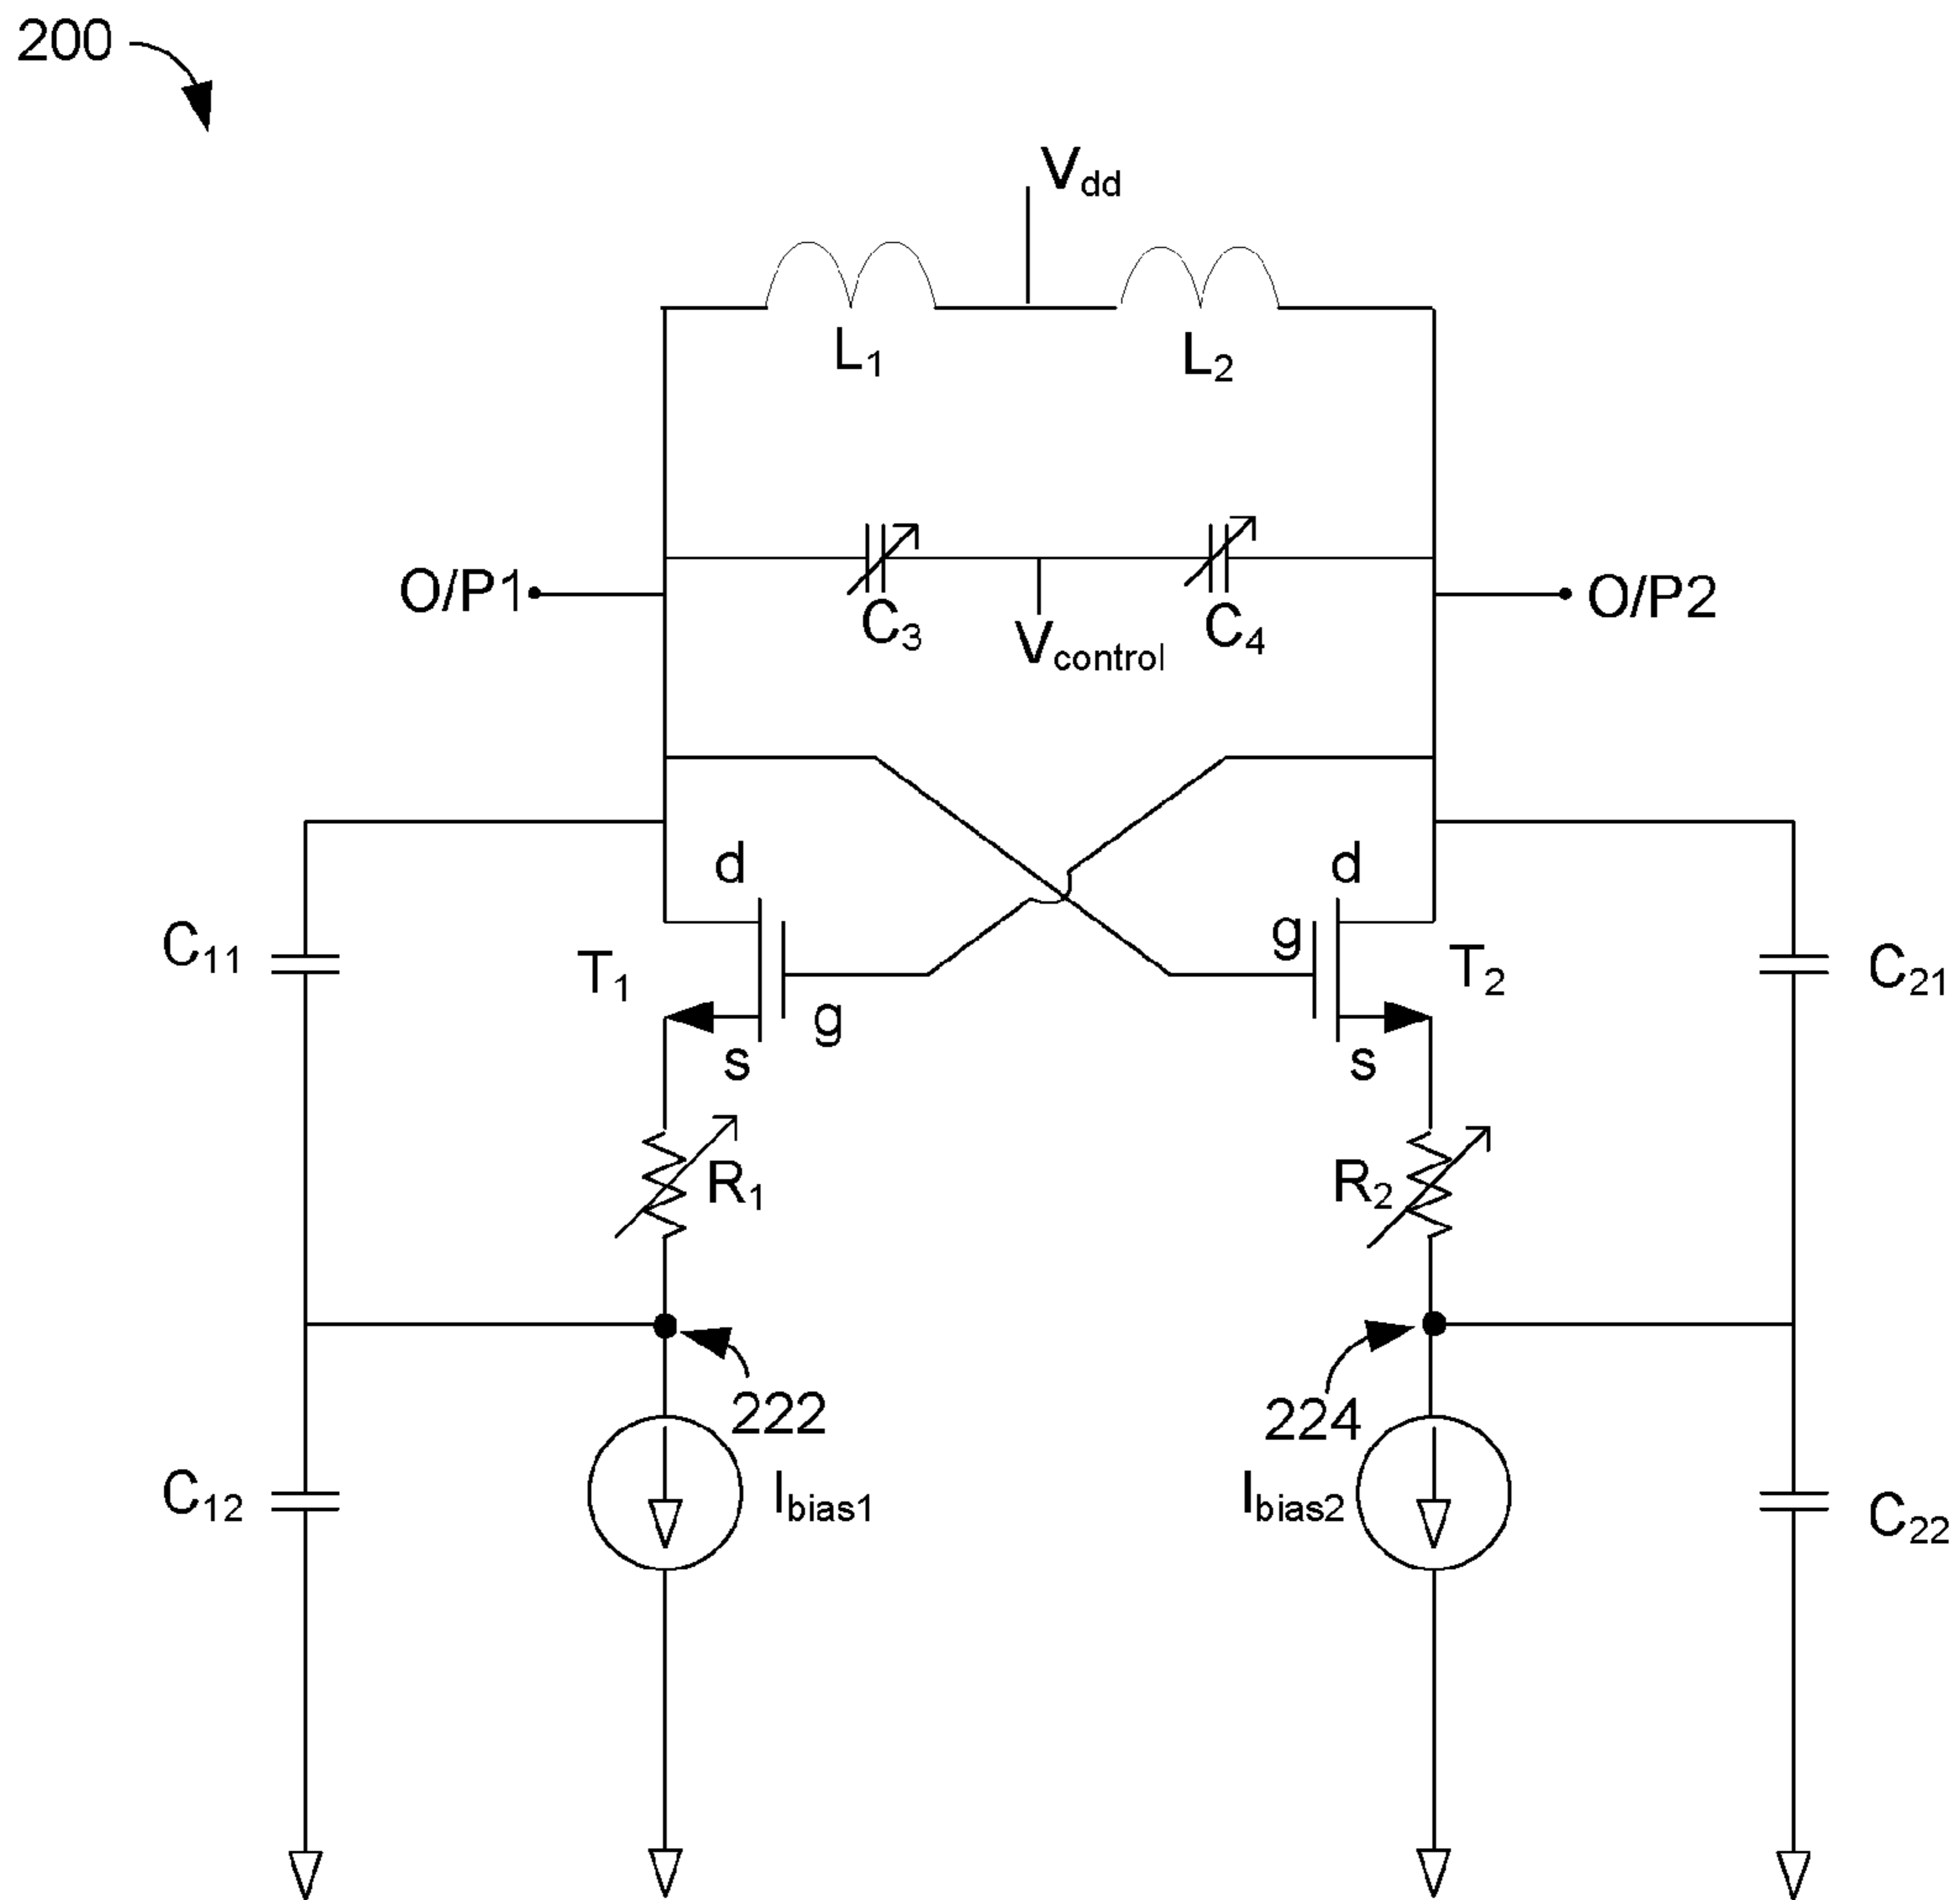 200
Vdd
L1
L2
O/P1
C3
Vcontrol
C4
O/P2
d
d
C11
T1
g
T2
C21
g
s
s
R1
R2
222
224
C12
Ibias1
Ibias2
C22